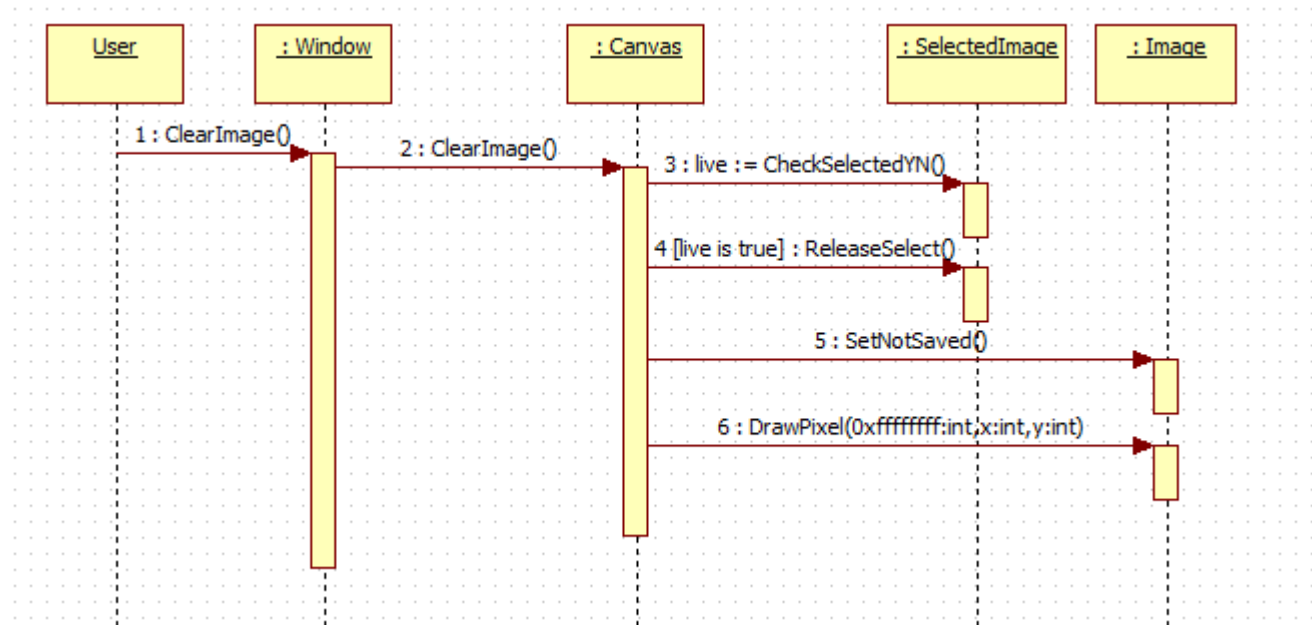 User
: Window
: Canvas
: SelectedImage
: Image
1 : ClearImage()
2 : ClearImage()
3 : live := CheckSelectedYN()
4 [live is true] : ReleaseSelect()
5 : SetNotSaved()
6 : DrawPixel(0xffffffff:int,x:int,y:int)